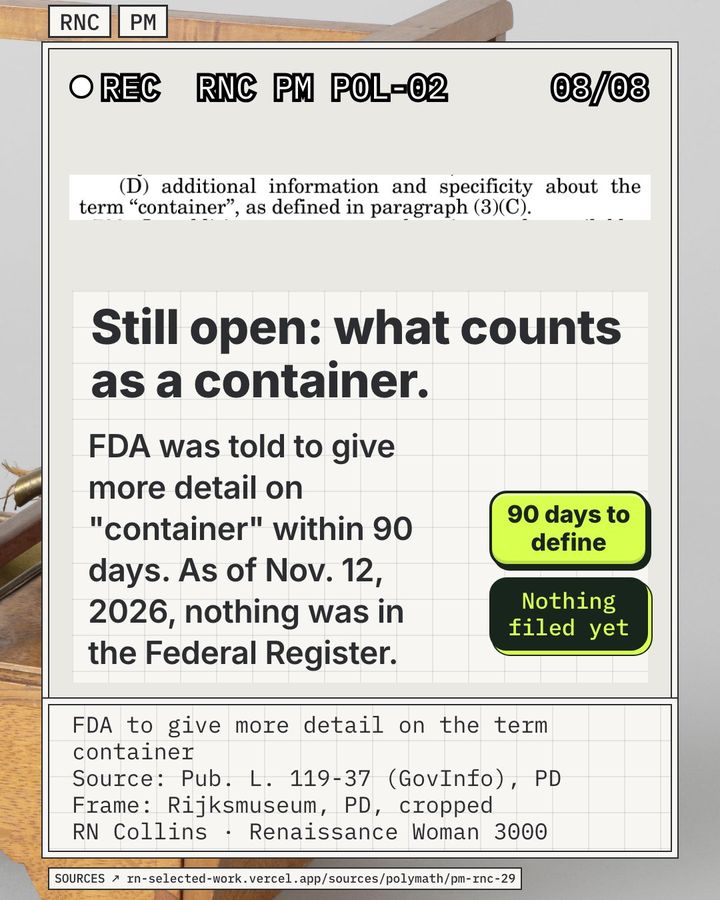 RNC PM
REC RNC PM POL-02 08/08
(D) additional information and specificity about the
term “container”, as defined in paragraph (3)(C).
Still open: what counts
as a container.
FDA was told to give
more detail on
"container" within 90
days. As of Nov. 12,
2026, nothing was in
the Federal Register.
90 days to
define
Nothing
filed yet
FDA to give more detail on the term
container
Source: Pub. L. 119-37 (GovInfo), PD
Frame: Rijksmuseum, PD, cropped
RN Collins · Renaissance Woman 3000
SOURCES ↗ rn-selected-work.vercel.app/sources/polymath/pm-rnc-29